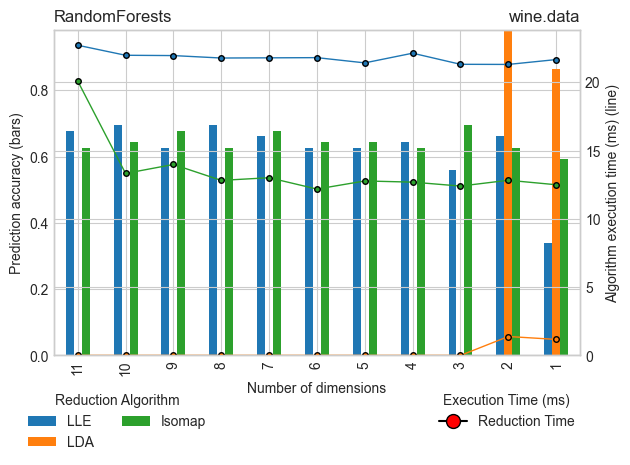 RandomForests wine.data
Prediction accuracy (bars)
0.8
0.6
0.4
0.2
0.0
20
15
10
5
0
Algorithm execution time (ms) (line)
11 10 9 8 7 6 5 4 3 2 1
Number of dimensions
Reduction Algorithm
LLE Isomap
LDA
Execution Time (ms)
Reduction Time